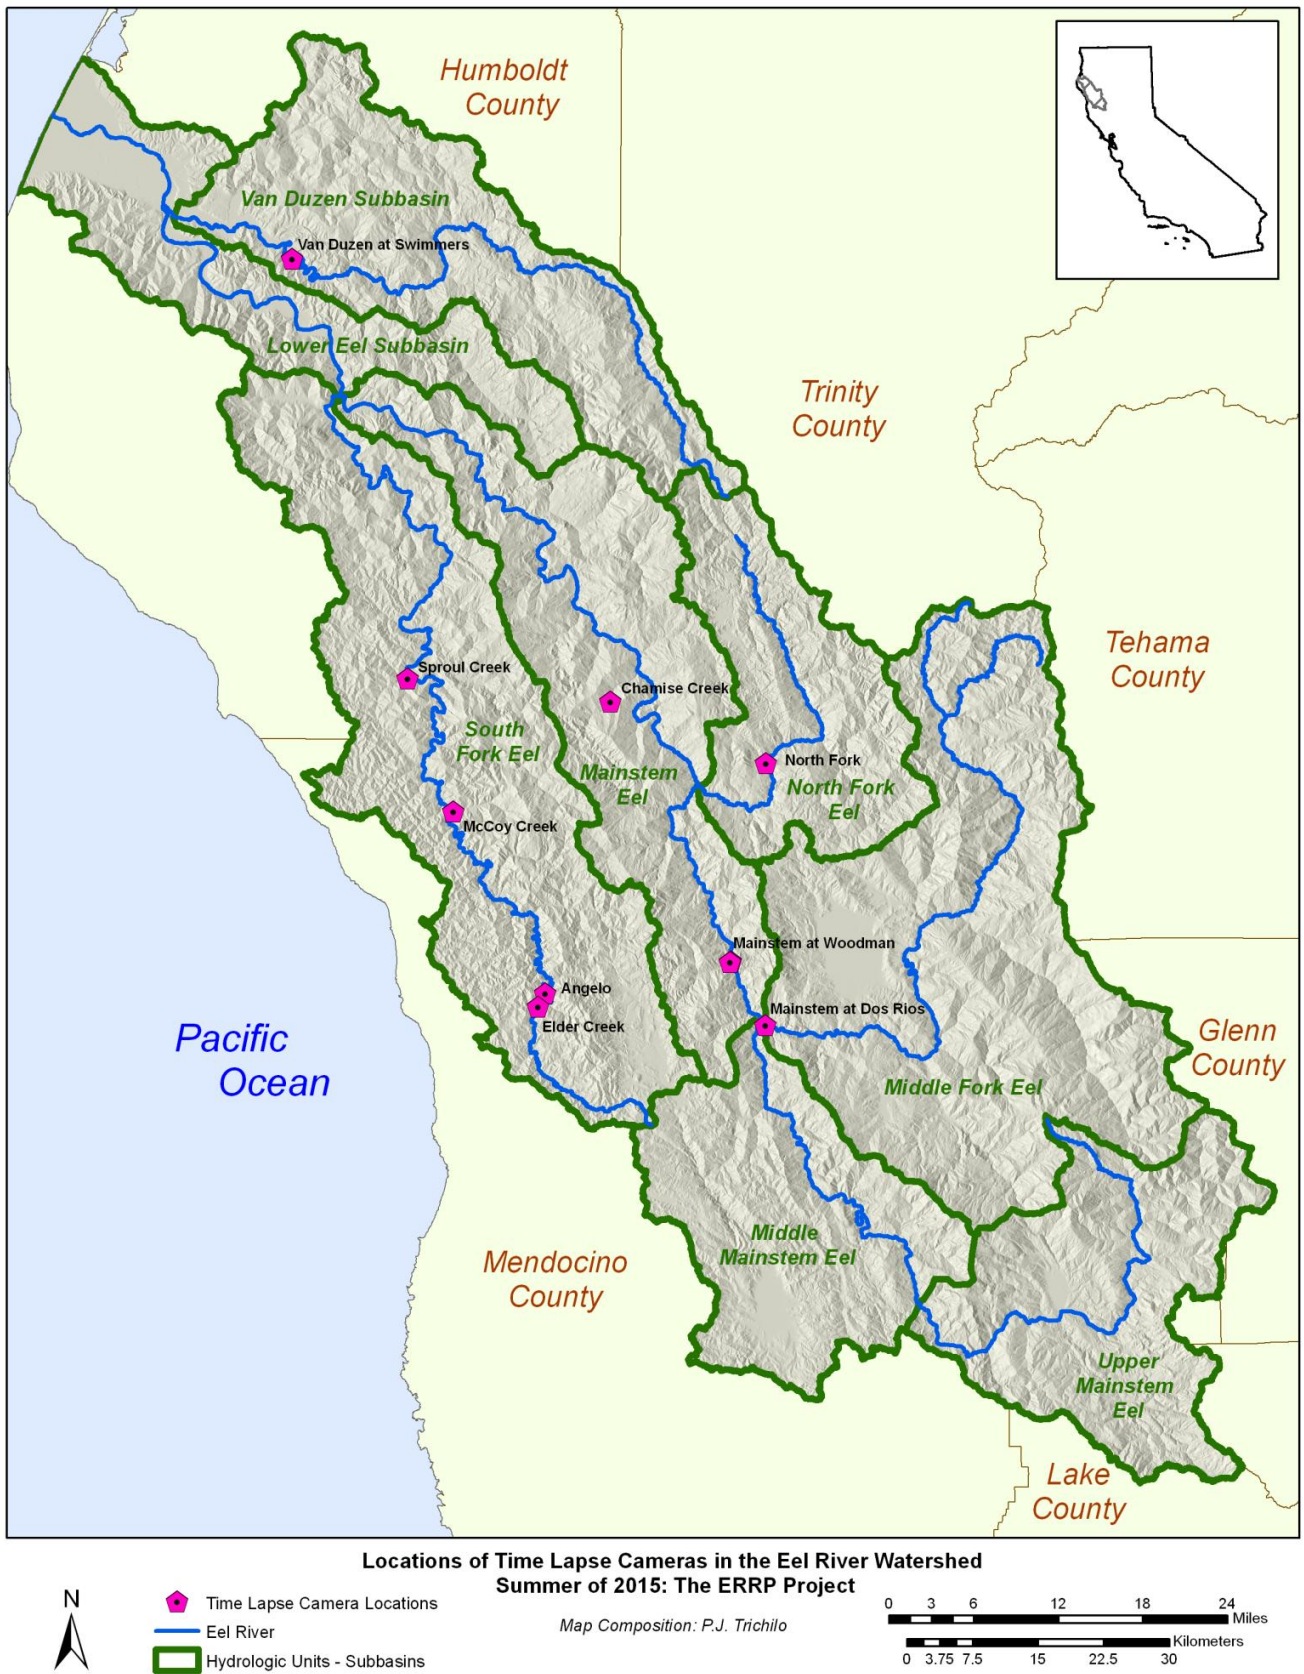 Humboldt
County
Van Duzen Subbasin
Van Duzen at Swimmers
Lower Eel Subbasin
Trinity
County
Tehama
County
Sproul Creek
Chamise Creek
South
Fork Eel
Mainstem
Eel
North Fork
North Fork
Eel
McCoy Creek
Mainstem at Woodman
Angelo
Elder Creek
Mainstem at Dos Rios
Pacific
Ocean
Glenn
County
Middle Fork Eel
Middle
Mainstem Eel
Mendocino
County
Upper
Mainstem
Eel
Lake
County
Locations of Time Lapse Cameras in the Eel River Watershed
Summer of 2015: The ERRP Project
Map Composition: P.J. Trichilo
N
Time Lapse Camera Locations
Eel River
Hydrologic Units - Subbasins
0 3 6 12 18 24
Miles
Kilometers
0 3.75 7.5 15 22.5 30